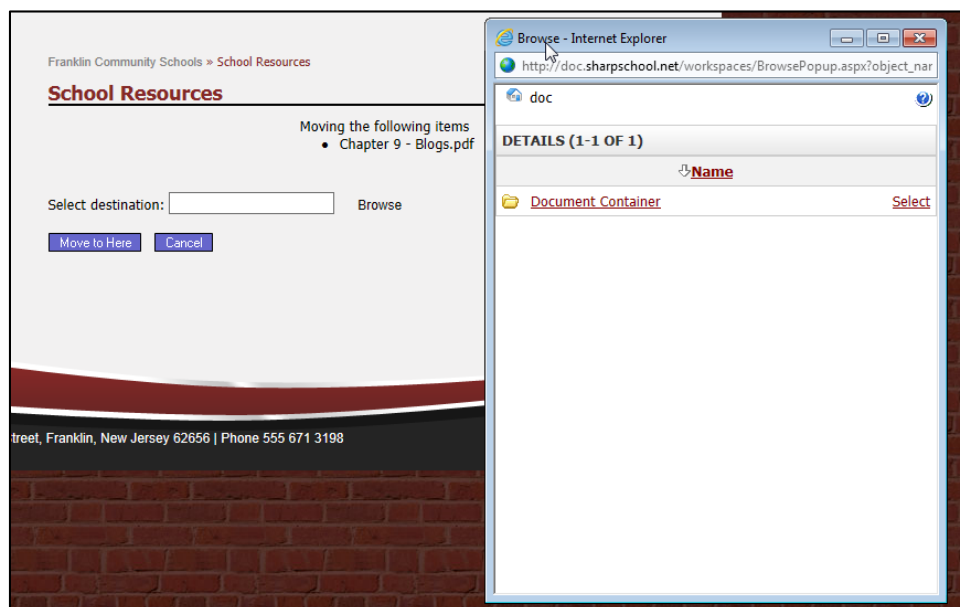 Franklin Community Schools » School Resources
School Resources
Moving the following items
• Chapter 9 - Blogs.pdf
Select destination:
Browse
Move to Here
Cancel
treet, Franklin, New Jersey 62656 | Phone 555 671 3198
Browse - Internet Explorer
http://doc.sharpschool.net/workspaces/BrowsePopup.aspx?object_nar
doc
DETAILS (1-1 OF 1)
Name
Document Container
Select